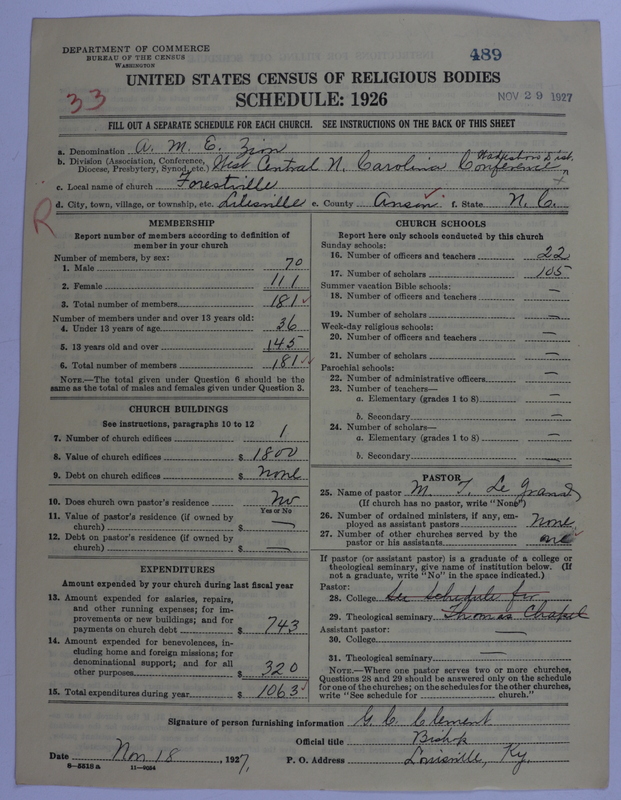 DEPARTMENT OF COMMERCE
BUREAU OF THE CENSUS
WASHINGTON
489
UNITED STATES CENSUS OF RELIGIOUS BODIES
33
SCHEDULE: 1926
NOV 29 1927
FILL OUT A SEPARATE SCHEDULE FOR EACH CHURCH. SEE INSTRUCTIONS ON THE BACK OF THIS SHEET
a. Denomination A. M. E. Zion
b. Division (Association, Conference, Diocese, Presbytery, Synod, etc.) West Central N. Carolina Conference Dist.
c. Local name of church Forestville
d. City, town, village, or township, etc. Lilesville e. County Anson f. State N. C.
R
MEMBERSHIP
Report number of members according to definition of
member in your church
Number of members, by sex:
1. Male 70
2. Female 111
3. Total number of members 181
Number of members under and over 13 years old:
4. Under 13 years of age 36
5. 13 years old and over 145
6. Total number of members 181
NOTE.—The total given under Question 6 should be the
same as the total of males and females given under Question 3.
CHURCH BUILDINGS
See instructions, paragraphs 10 to 12
7. Number of church edifices 1
8. Value of church edifices $ 1800
9. Debt on church edifices $ none
10. Does church own pastor's residence No
Yes or No
11. Value of pastor's residence (if owned by
church) $ —
12. Debt on pastor's residence (if owned by
church) $ —
EXPENDITURES
Amount expended by your church during last fiscal year
13. Amount expended for salaries, repairs,
and other running expenses; for im-
provements or new buildings; and for
payments on church debt $ 743
14. Amount expended for benevolences, in-
cluding home and foreign missions; for
denominational support; and for all
other purposes $ 320
15. Total expenditures during year $ 1063
CHURCH SCHOOLS
Report here only schools conducted by this church
Sunday schools:
16. Number of officers and teachers 22
17. Number of scholars 105
Summer vacation Bible schools:
18. Number of officers and teachers —
19. Number of scholars —
Week-day religious schools:
20. Number of officers and teachers —
21. Number of scholars —
Parochial schools:
22. Number of administrative officers —
23. Number of teachers—
a. Elementary (grades 1 to 8) —
b. Secondary —
24. Number of scholars—
a. Elementary (grades 1 to 8) —
b. Secondary —
PASTOR
25. Name of pastor M. T. Le Grand
(If church has no pastor, write "None")
26. Number of ordained ministers, if any, em-
ployed as assistant pastors None
27. Number of other churches served by the
pastor or his assistants one
If pastor (or assistant pastor) is a graduate of a college or
theological seminary, give name of institution below. (If
not a graduate, write "No" in the space indicated.)
Pastor:
28. College See Schedule for
29. Theological seminary Thomas Chapel
Assistant pastor:
30. College —
31. Theological seminary —
NOTE.—Where one pastor serves two or more churches,
Questions 28 and 29 should be answered only on the schedule
for one of the churches; on the schedules for the other churches,
write "See schedule for church."
Signature of person furnishing information G. C. Clement
Official title Bishop
Date Nov 18, 1927. P. O. Address Louisville, Ky.
8—5518 a 11—9034